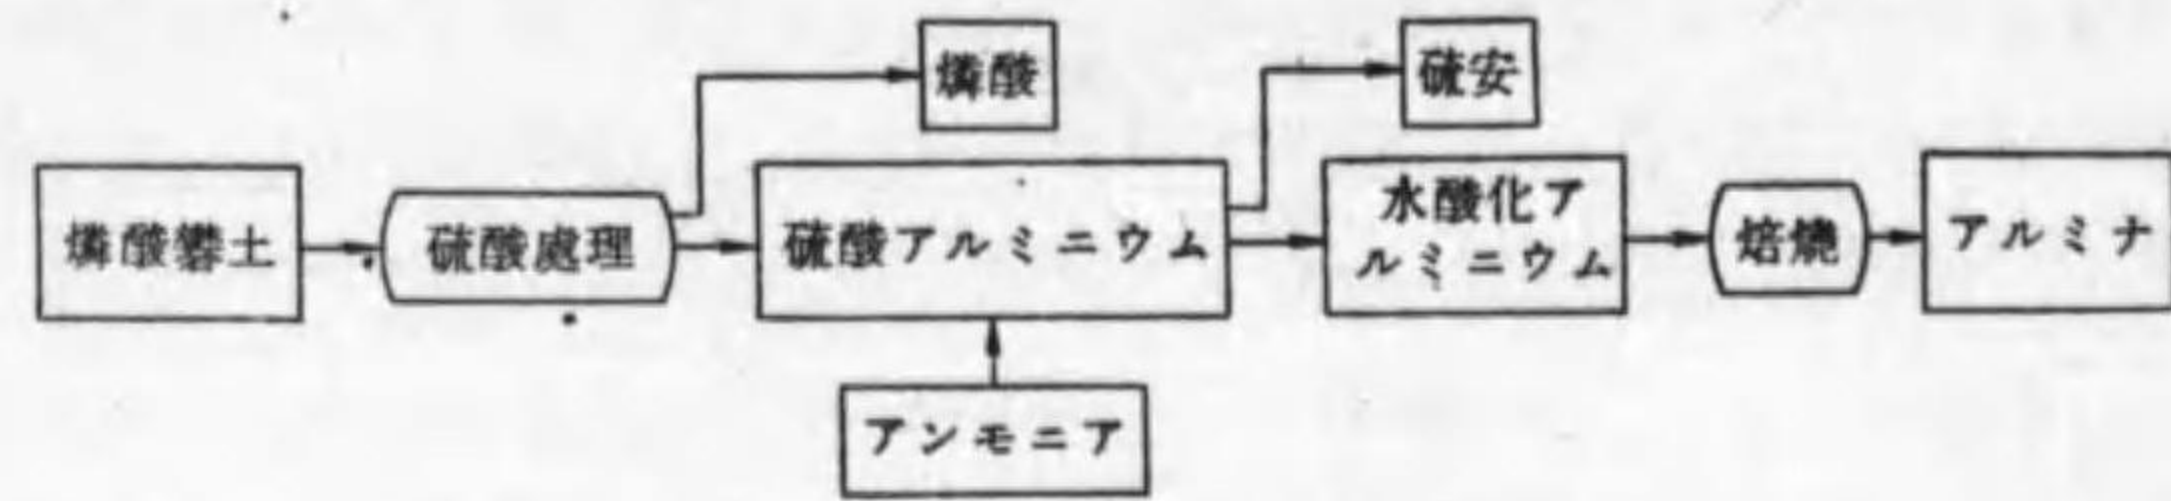 燐酸
硫安
燐酸礬土
硫酸處理
硫酸アルミニウム
水酸化ア
ルミニウム
焙燒
アルミナ
アンモニア